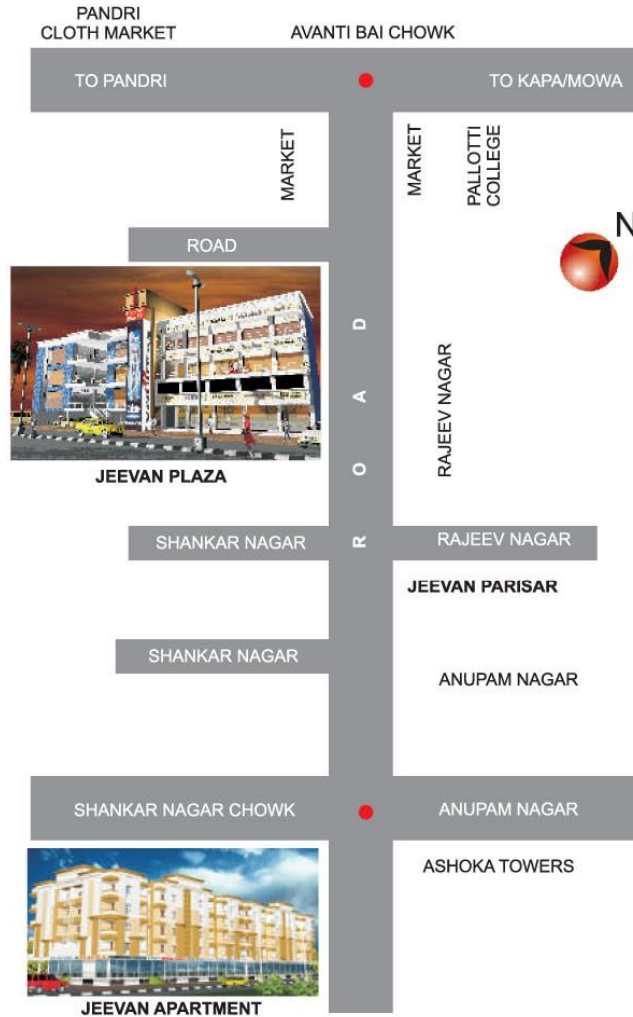 PANDRI
CLOTH MARKET
AVANTI BAI CHOWK
TO PANDRI
TO KAPA/MOWA
MARKET
MARKET
PALLOTTI
COLLEGE
N
ROAD
ROAD
RAJEEV NAGAR
JEEVAN PLAZA
SHANKAR NAGAR
RAJEEV NAGAR
JEEVAN PARISAR
SHANKAR NAGAR
ANUPAM NAGAR
SHANKAR NAGAR CHOWK
ANUPAM NAGAR
ASHOKA TOWERS
JEEVAN APARTMENT